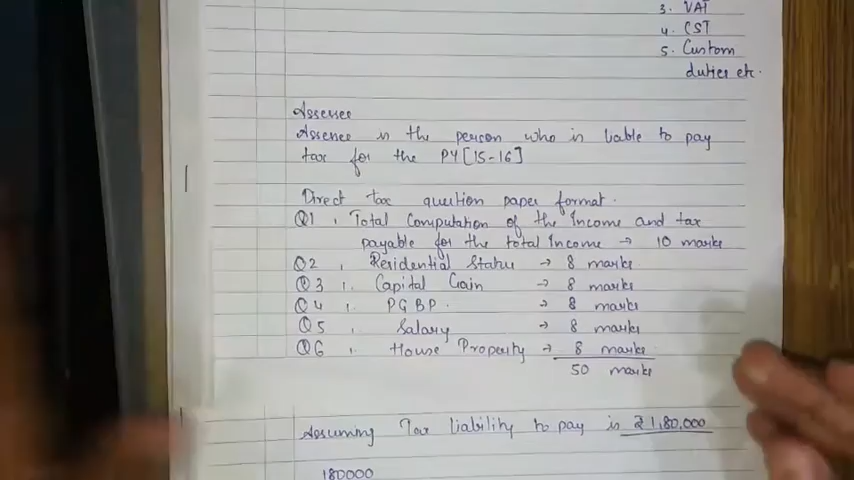 3. VAT
4. CST
5. Custom
duties etc.
Assessee
Assessee is the person who is liable to pay
tax for the PY [15-16]
Direct tax question paper format.
Q1. Total Computation of the Income and tax
payable for the total Income → 10 marks
Q2. Residential Status → 8 marks
Q3. Capital Gain → 8 marks
Q4. PGBP. → 8 marks
Q5. Salary → 8 marks
Q6. House Property → 8 marks
50 marks
Assuming Tax liability to pay is ₹1,80,000
180000